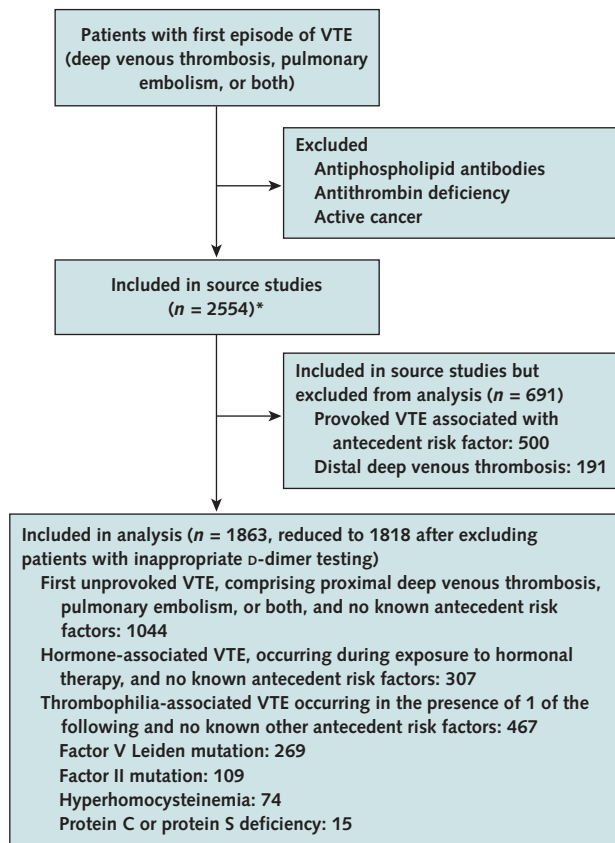 Patients with first episode of VTE
(deep venous thrombosis, pulmonary
embolism, or both)
Excluded
Antiphospholipid antibodies
Antithrombin deficiency
Active cancer
Included in source studies
(n = 2554)*
Included in source studies but
excluded from analysis (n = 691)
Provoked VTE associated with
antecedent risk factor: 500
Distal deep venous thrombosis: 191
Included in analysis (n = 1863, reduced to 1818 after excluding
patients with inappropriate D-dimer testing)
First unprovoked VTE, comprising proximal deep venous thrombosis,
pulmonary embolism, or both, and no known antecedent risk
factors: 1044
Hormone-associated VTE, occurring during exposure to hormonal
therapy, and no known antecedent risk factors: 307
Thrombophilia-associated VTE occurring in the presence of 1 of the
following and no known other antecedent risk factors: 467
Factor V Leiden mutation: 269
Factor II mutation: 109
Hyperhomocysteinemia: 74
Protein C or protein S deficiency: 15